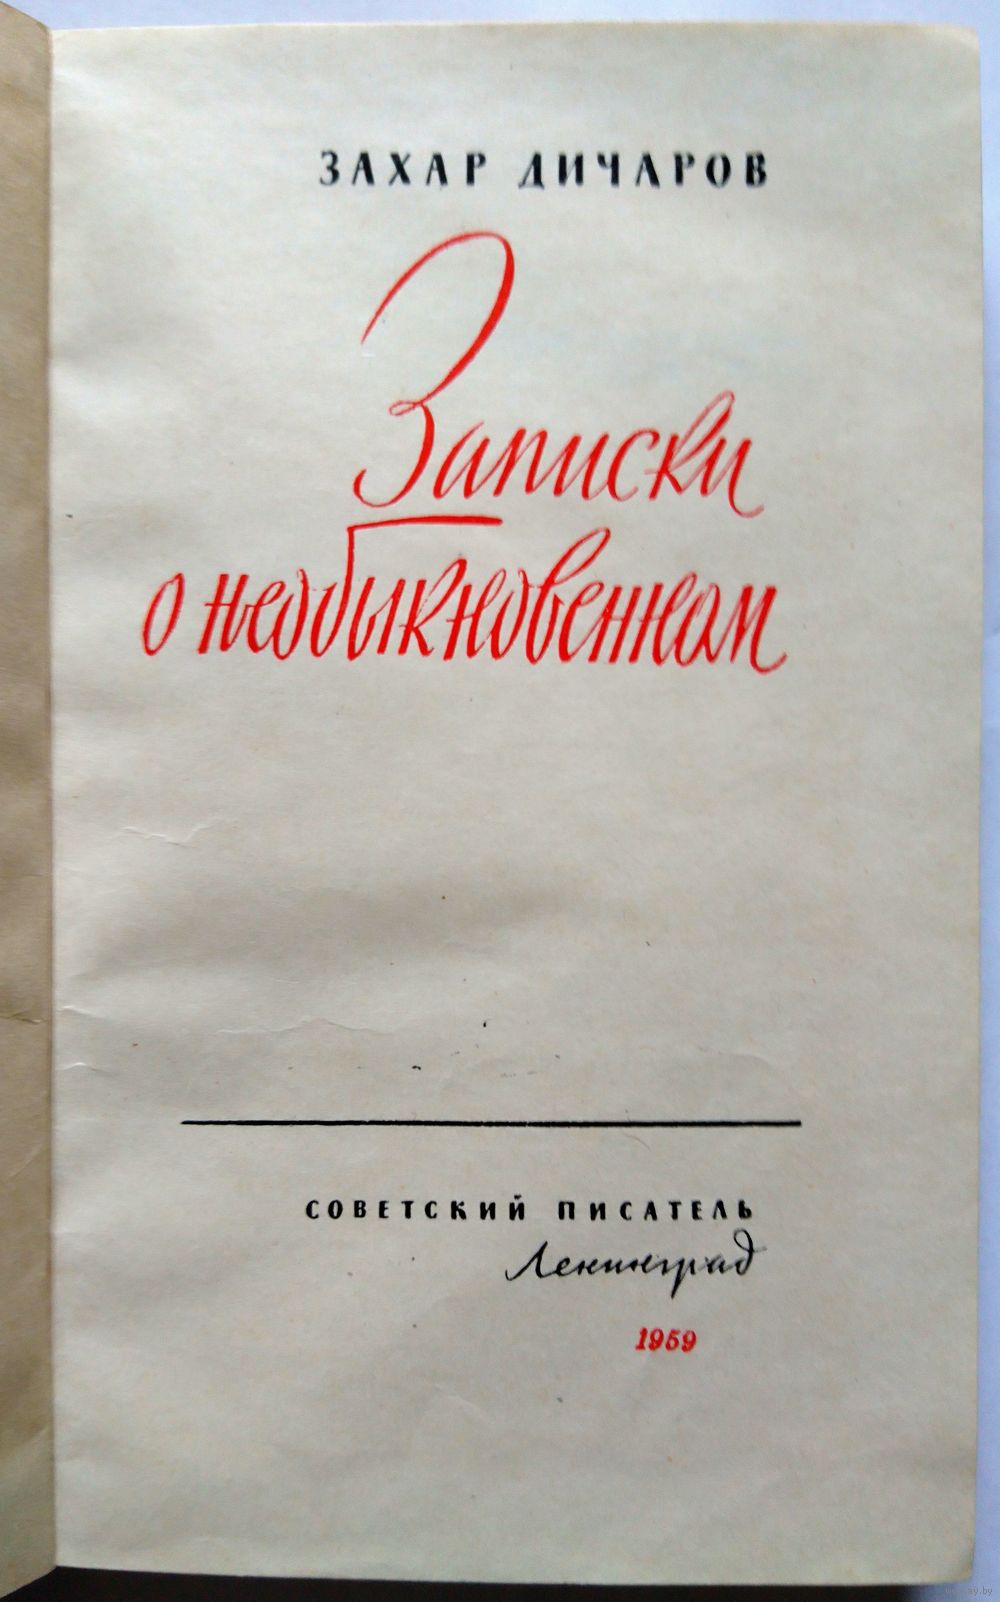 ЗАХАР ДИЧАРОВ
Записки
о необыкновенном
СОВЕТСКИЙ ПИСАТЕЛЬ
Ленинград
1959